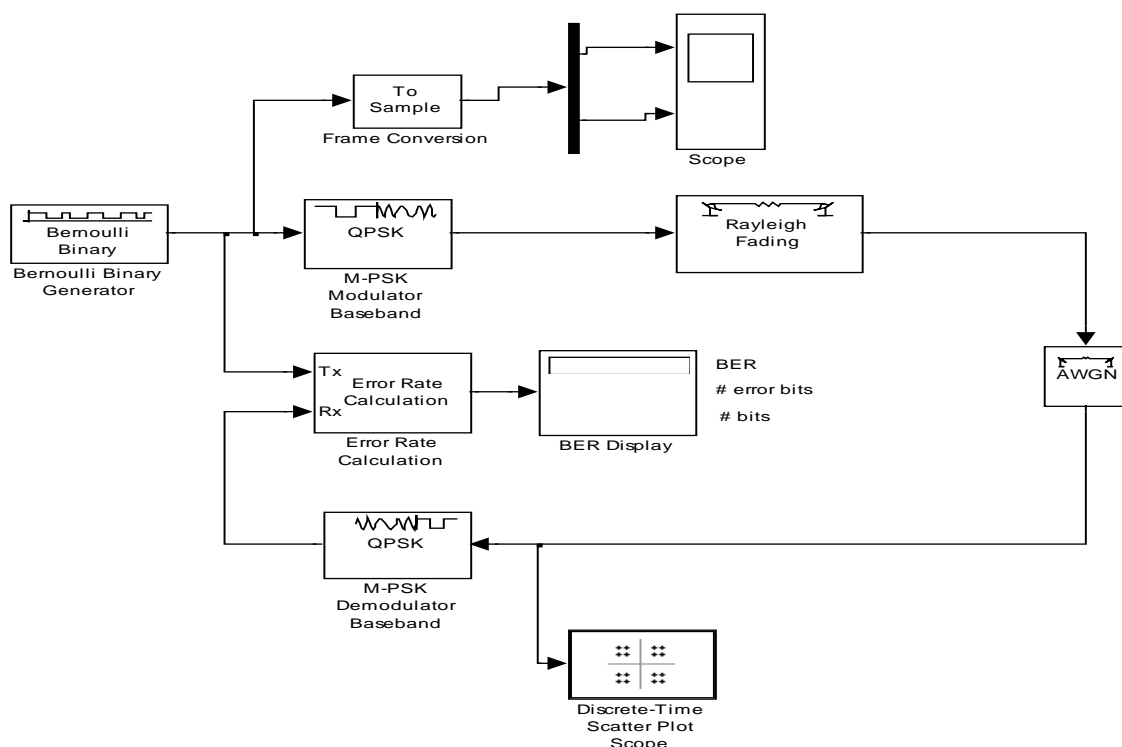 To
Sample
Frame Conversion
Scope
Bernoulli
Binary
Bernoulli Binary
Generator
QPSK
M-PSK
Modulator
Baseband
Rayleigh
Fading
AWGN
Tx
Rx
Error Rate
Calculation
Error Rate
Calculation
BER Display
BER
# error bits
# bits
QPSK
M-PSK
Demodulator
Baseband
Discrete-Time
Scatter Plot
Scope